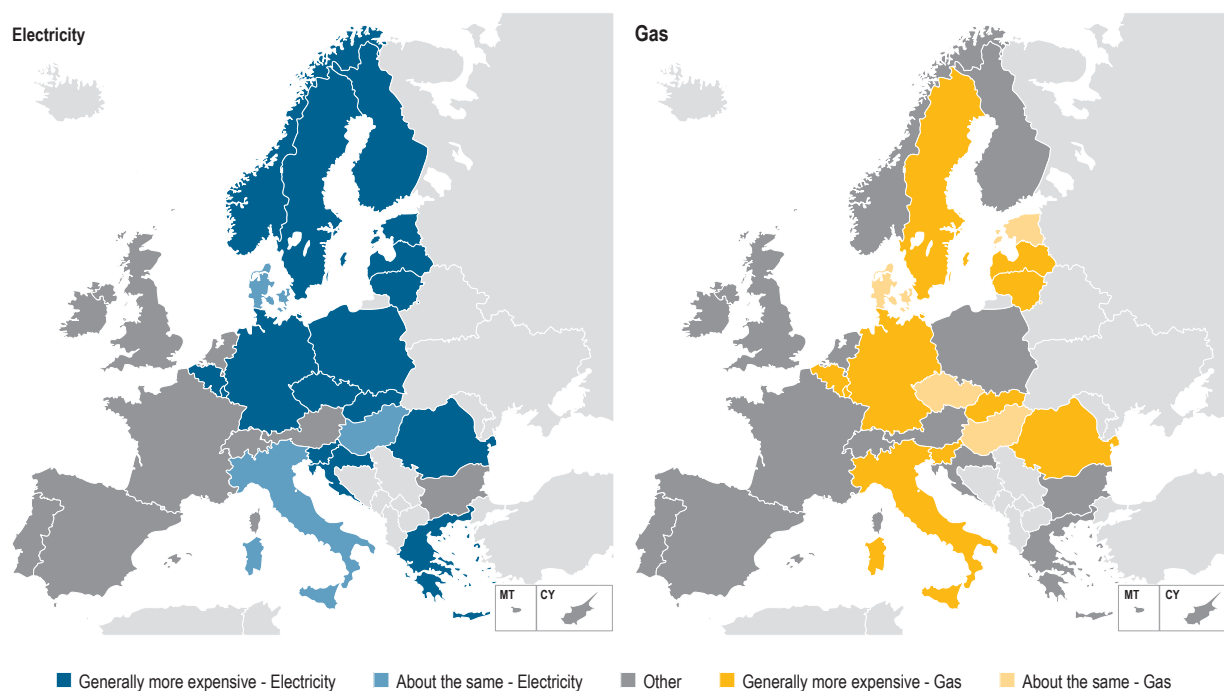 Electricity
Gas
MT
CY
MT
CY
Generally more expensive - Electricity
About the same - Electricity
Other
Generally more expensive - Gas
About the same - Gas